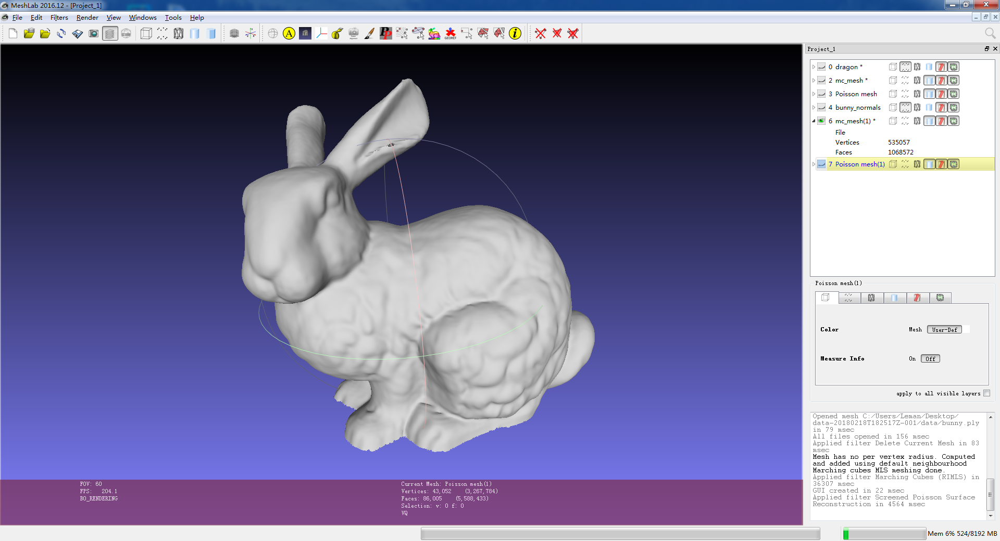 MeshLab 2016.12 - [Project_1]
File Edit Filters Render View Windows Tools Help
A
PP
GEOREF
i
Project_1
0 dragon *
2 mc_mesh *
3 Poisson mesh
4 bunny_normals
6 mc_mesh(1) *
File
Vertices 535057
Faces 1068572
7 Poisson mesh(1)
Poisson mesh(1)
Color Mesh User-Def
Measure Info On Off
apply to all visible layers
Opened mesh C:/Users/Leman/Desktop/
data-20180218T182517Z-001/data/bunny.ply
in 79 msec
All files opened in 156 msec
Applied filter Delete Current Mesh in 83
msec
Mesh has no per vertex radius. Computed
and added using default neighbourhood
Marching cubes MLS meshing done.
Applied filter Marching Cubes (RIMLS) in
36307 msec
GUI created in 22 msec
Applied filter Screened Poisson Surface
Reconstruction in 4564 msec
FOV: 60
FPS: 204.1
BO_RENDERING
Current Mesh: Poisson mesh(1)
Vertices: 43,052 (3,267,784)
Faces: 86,005 (5,588,433)
Selection: v: 0 f: 0
VQ
Mem 6% 524/8192 MB